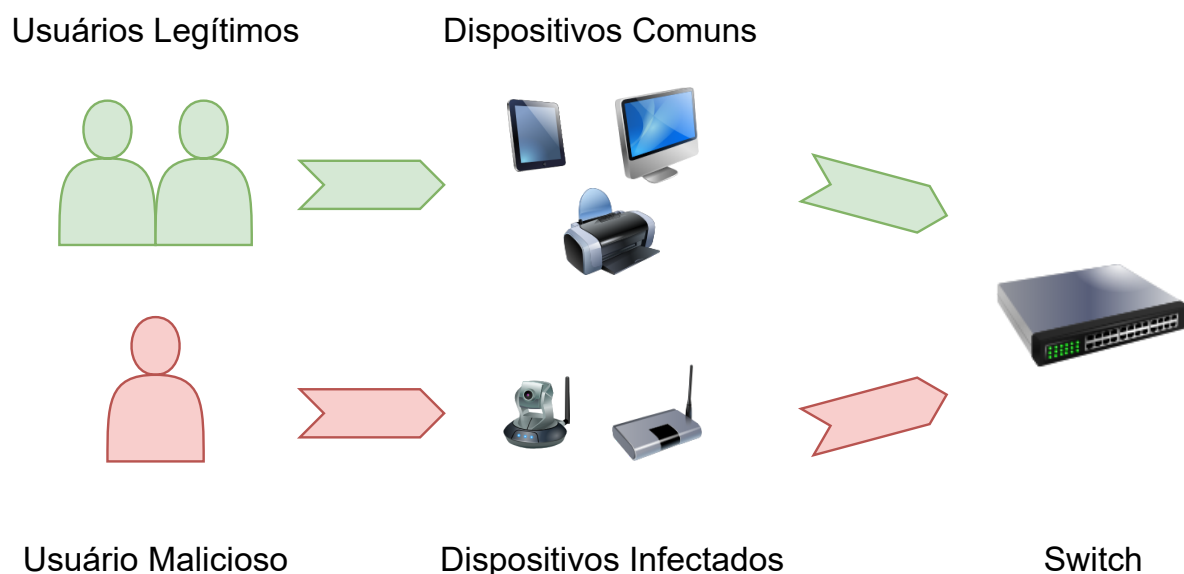 Usuários Legítimos
Dispositivos Comuns
Usuário Malicioso
Dispositivos Infectados
Switch